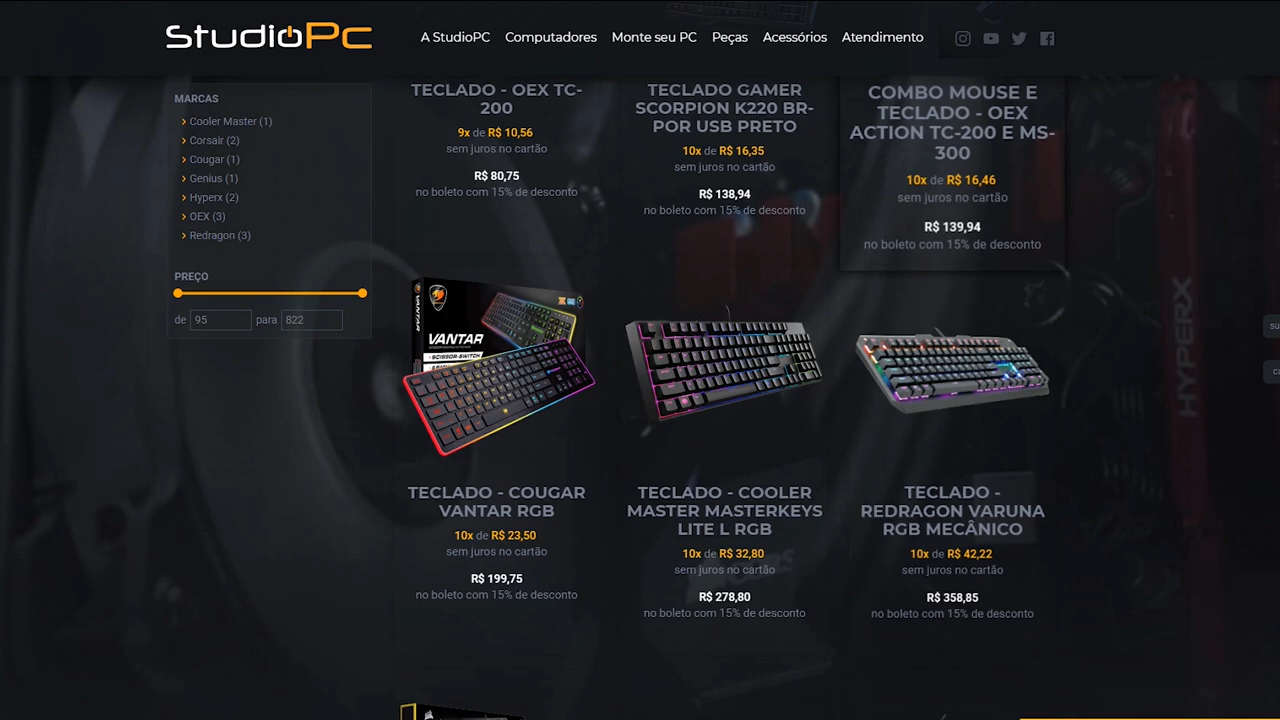 StudioPc
A StudioPC
Computadores
Monte seu PC
Peças
Acessórios
Atendimento
MARCAS
Cooler Master (1)
Corsair (2)
Cougar (1)
Genius (1)
Hyperx (2)
OEX (3)
Redragon (3)
PREÇO
de 95 para 822
TECLADO - OEX TC-
200
9x de R$ 10,56
sem juros no cartão
R$ 80,75
no boleto com 15% de desconto
TECLADO GAMER
SCORPION K220 BR-
POR USB PRETO
10x de R$ 16,35
sem juros no cartão
R$ 138,94
no boleto com 15% de desconto
COMBO MOUSE E
TECLADO - OEX
ACTION TC-200 E MS-
300
10x de R$ 16,46
sem juros no cartão
R$ 139,94
no boleto com 15% de desconto
VANTAR
SCISSOR-SWITCH
TECLADO - COUGAR
VANTAR RGB
10x de R$ 23,50
sem juros no cartão
R$ 199,75
no boleto com 15% de desconto
TECLADO - COOLER
MASTER MASTERKEYS
LITE L RGB
10x de R$ 32,80
sem juros no cartão
R$ 278,80
no boleto com 15% de desconto
TECLADO -
REDRAGON VARUNA
RGB MECÂNICO
10x de R$ 42,22
sem juros no cartão
R$ 358,85
no boleto com 15% de desconto
HYPERX
su
ca